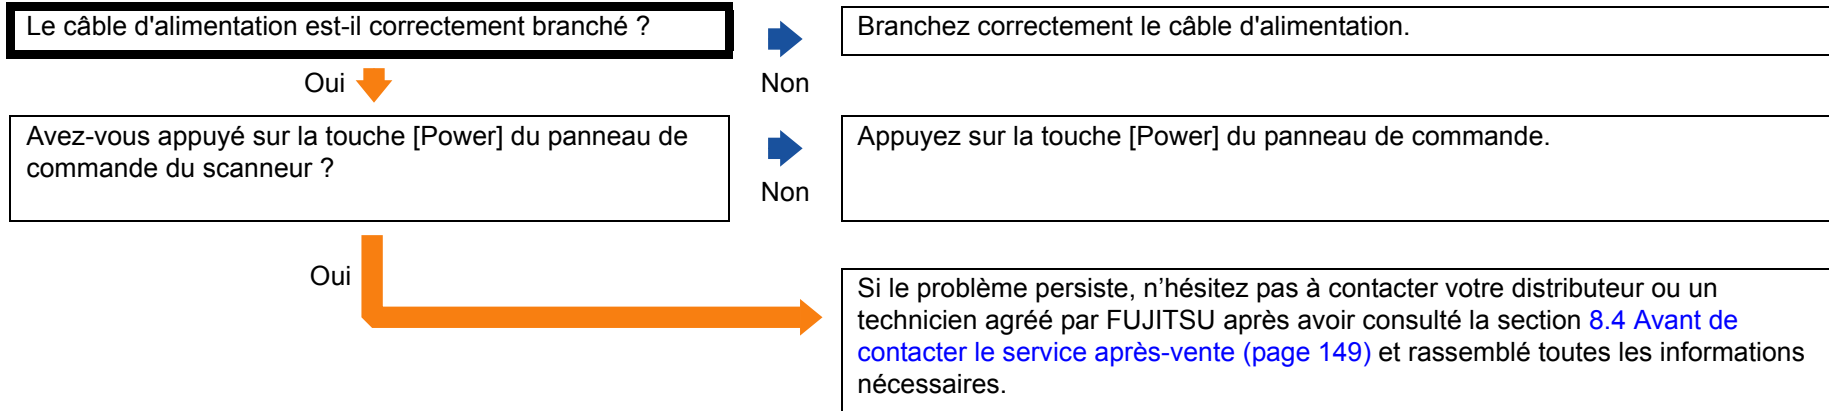 Le câble d'alimentation est-il correctement branché ?
Branchez correctement le câble d'alimentation.
Oui
Non
Avez-vous appuyé sur la touche [Power] du panneau de
commande du scanneur ?
Appuyez sur la touche [Power] du panneau de commande.
Non
Oui
Si le problème persiste, n’hésitez pas à contacter votre distributeur ou un
technicien agréé par FUJITSU après avoir consulté la section 8.4 Avant de
contacter le service après-vente (page 149) et rassemblé toutes les informations
nécessaires.